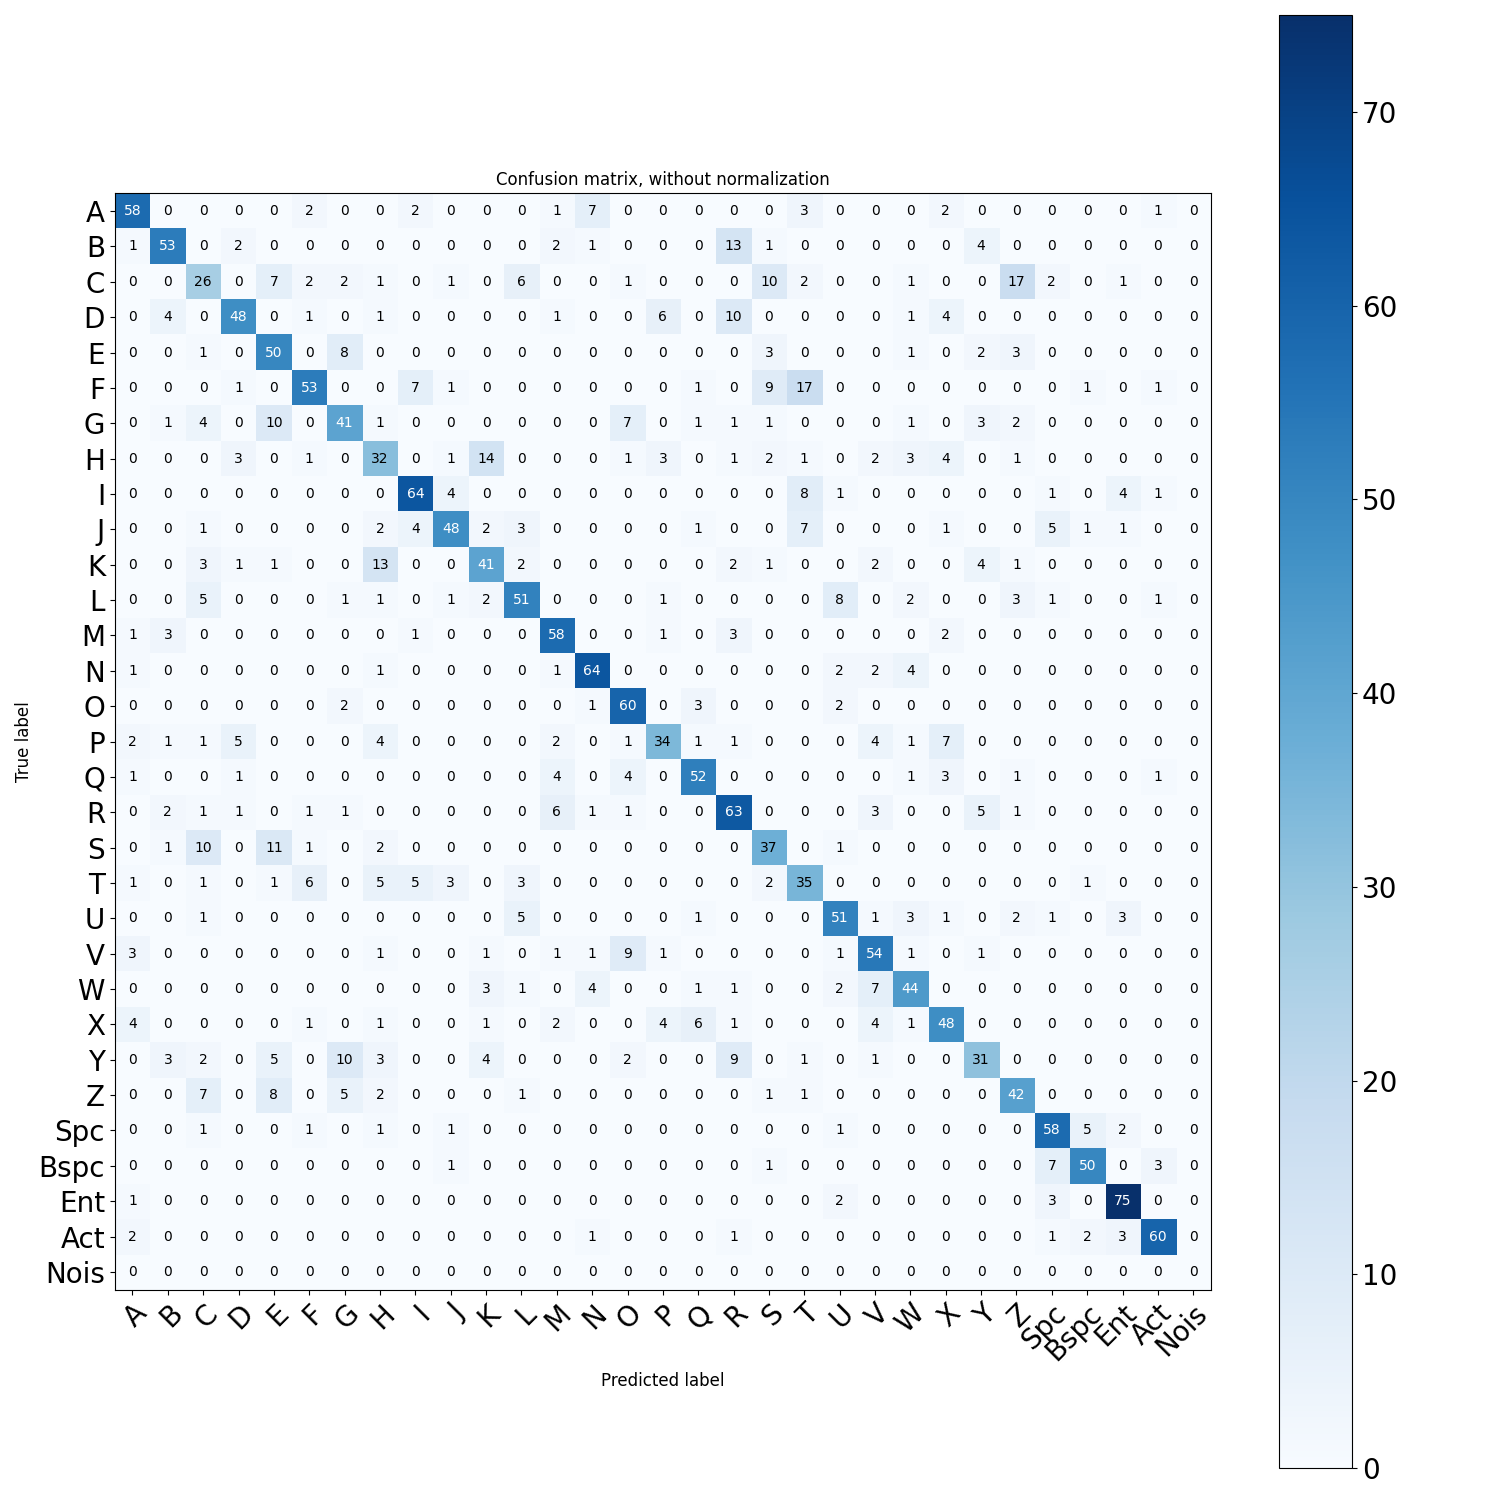 Confusion matrix, without normalization
A 58 0 0 0 0 2 0 0 2 0 0 0 1 7 0 0 0 0 0 3 0 0 0 2 0 0 0 0 0 1 0
B 1 53 0 2 0 0 0 0 0 0 0 0 2 1 0 0 0 13 1 0 0 0 0 0 4 0 0 0 0 0 0
C 0 0 26 0 7 2 2 1 0 1 0 6 0 0 1 0 0 0 10 2 0 0 1 0 0 17 2 0 1 0 0
D 0 4 0 48 0 1 0 1 0 0 0 0 1 0 0 6 0 10 0 0 0 0 1 4 0 0 0 0 0 0 0
E 0 0 1 0 50 0 8 0 0 0 0 0 0 0 0 0 0 0 3 0 0 0 1 0 2 3 0 0 0 0 0
F 0 0 0 1 0 53 0 0 7 1 0 0 0 0 0 0 1 0 9 17 0 0 0 0 0 0 0 1 0 1 0
G 0 1 4 0 10 0 41 1 0 0 0 0 0 0 7 0 1 1 1 0 0 0 1 0 3 2 0 0 0 0 0
H 0 0 0 3 0 1 0 32 0 1 14 0 0 0 1 3 0 1 2 1 0 2 3 4 0 1 0 0 0 0 0
I 0 0 0 0 0 0 0 0 64 4 0 0 0 0 0 0 0 0 0 8 1 0 0 0 0 0 1 0 4 1 0
J 0 0 1 0 0 0 0 2 4 48 2 3 0 0 0 0 1 0 0 7 0 0 0 1 0 0 5 1 1 0 0
K 0 0 3 1 1 0 0 13 0 0 41 2 0 0 0 0 0 2 1 0 0 2 0 0 4 1 0 0 0 0 0
L 0 0 5 0 0 0 1 1 0 1 2 51 0 0 0 1 0 0 0 0 8 0 2 0 0 3 1 0 0 1 0
M 1 3 0 0 0 0 0 0 1 0 0 0 58 0 0 1 0 3 0 0 0 0 0 2 0 0 0 0 0 0 0
N 1 0 0 0 0 0 0 1 0 0 0 0 1 64 0 0 0 0 0 0 2 2 4 0 0 0 0 0 0 0 0
O 0 0 0 0 0 0 2 0 0 0 0 0 0 1 60 0 3 0 0 0 2 0 0 0 0 0 0 0 0 0 0
P 2 1 1 5 0 0 0 4 0 0 0 0 2 0 1 34 1 1 0 0 0 4 1 7 0 0 0 0 0 0 0
Q 1 0 0 1 0 0 0 0 0 0 0 0 4 0 4 0 52 0 0 0 0 0 1 3 0 1 0 0 0 1 0
R 0 2 1 1 0 1 1 0 0 0 0 0 6 1 1 0 0 63 0 0 0 3 0 0 5 1 0 0 0 0 0
S 0 1 10 0 11 1 0 2 0 0 0 0 0 0 0 0 0 0 37 0 1 0 0 0 0 0 0 0 0 0 0
T 1 0 1 0 1 6 0 5 5 3 0 3 0 0 0 0 0 0 2 35 0 0 0 0 0 0 0 1 0 0 0
U 0 0 1 0 0 0 0 0 0 0 0 5 0 0 0 0 1 0 0 0 51 1 3 1 0 2 1 0 3 0 0
V 3 0 0 0 0 0 0 1 0 0 1 0 1 1 9 1 0 0 0 0 1 54 1 0 1 0 0 0 0 0 0
W 0 0 0 0 0 0 0 0 0 0 3 1 0 4 0 0 1 1 0 0 2 7 44 0 0 0 0 0 0 0 0
X 4 0 0 0 0 1 0 1 0 0 1 0 2 0 0 4 6 1 0 0 0 4 1 48 0 0 0 0 0 0 0
Y 0 3 2 0 5 0 10 3 0 0 4 0 0 0 2 0 0 9 0 1 0 1 0 0 31 0 0 0 0 0 0
Z 0 0 7 0 8 0 5 2 0 0 0 1 0 0 0 0 0 0 1 1 0 0 0 0 0 42 0 0 0 0 0
Spc 0 0 1 0 0 1 0 1 0 1 0 0 0 0 0 0 0 0 0 0 1 0 0 0 0 0 58 5 2 0 0
Bspc 0 0 0 0 0 0 0 0 0 1 0 0 0 0 0 0 0 0 1 0 0 0 0 0 0 0 7 50 0 3 0
Ent 1 0 0 0 0 0 0 0 0 0 0 0 0 0 0 0 0 0 0 0 2 0 0 0 0 0 3 0 75 0 0
Act 2 0 0 0 0 0 0 0 0 0 0 0 0 1 0 0 0 1 0 0 0 0 0 0 0 0 1 2 3 60 0
Nois 0 0 0 0 0 0 0 0 0 0 0 0 0 0 0 0 0 0 0 0 0 0 0 0 0 0 0 0 0 0 0
A B C D E F G H I J K L M N O P Q R S T U V W X Y Z Spc Bspc Ent Act Nois
Predicted label
True label
70
60
50
40
30
20
10
0